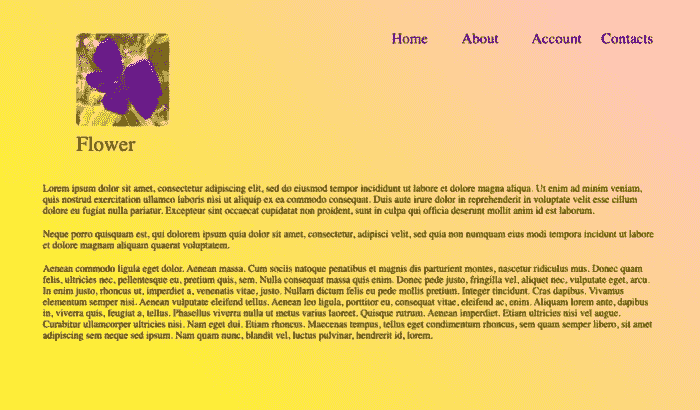 Home About Account Contacts
Flower
Lorem ipsum dolor sit amet, consectetur adipiscing elit, sed do eiusmod tempor incididunt ut labore et dolore magna aliqua. Ut enim ad minim veniam,
quis nostrud exercitation ullamco laboris nisi ut aliquip ex ea commodo consequat. Duis aute irure dolor in reprehenderit in voluptate velit esse cillum
dolore eu fugiat nulla pariatur. Excepteur sint occaecat cupidatat non proident, sunt in culpa qui officia deserunt mollit anim id est laborum.
Neque porro quisquam est, qui dolorem ipsum quia dolor sit amet, consectetur, adipisci velit, sed quia non numquam eius modi tempora incidunt ut labore
et dolore magnam aliquam quaerat voluptatem.
Aenean commodo ligula eget dolor. Aenean massa. Cum sociis natoque penatibus et magnis dis parturient montes, nascetur ridiculus mus. Donec quam
felis, ultricies nec, pellentesque eu, pretium quis, sem. Nulla consequat massa quis enim. Donec pede justo, fringilla vel, aliquet nec, vulputate eget, arcu.
In enim justo, rhoncus ut, imperdiet a, venenatis vitae, justo. Nullam dictum felis eu pede mollis pretium. Integer tincidunt. Cras dapibus. Vivamus
elementum semper nisi. Aenean vulputate eleifend tellus. Aenean leo ligula, porttitor eu, consequat vitae, eleifend ac, enim. Aliquam lorem ante, dapibus
in, viverra quis, feugiat a, tellus. Phasellus viverra nulla ut metus varius laoreet. Quisque rutrum. Aenean imperdiet. Etiam ultricies nisi vel augue.
Curabitur ullamcorper ultricies nisi. Nam eget dui. Etiam rhoncus. Maecenas tempus, tellus eget condimentum rhoncus, sem quam semper libero, sit amet
adipiscing sem neque sed ipsum. Nam quam nunc, blandit vel, luctus pulvinar, hendrerit id, lorem.